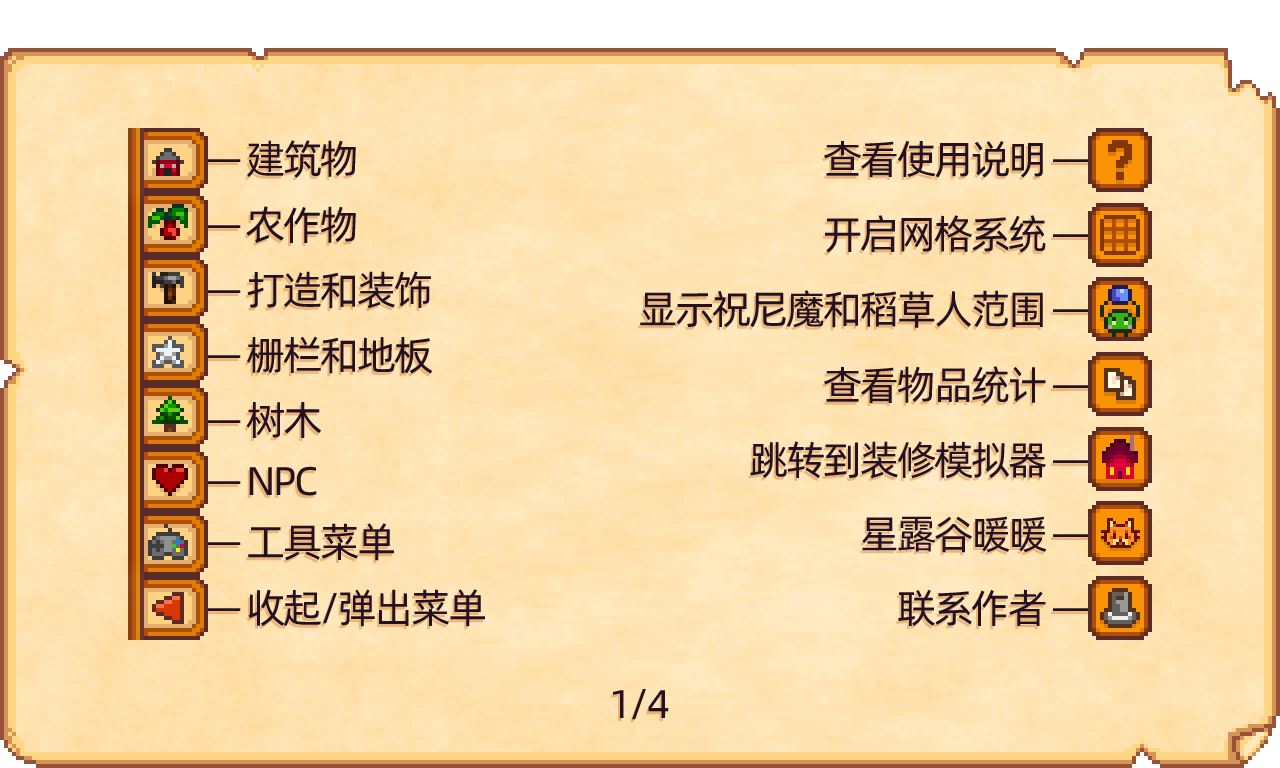 建筑物
农作物
打造和装饰
栅栏和地板
树木
NPC
工具菜单
收起/弹出菜单
查看使用说明
开启网格系统
显示祝尼魔和稻草人范围
查看物品统计
跳转到装修模拟器
星露谷暖暖
联系作者
1/4